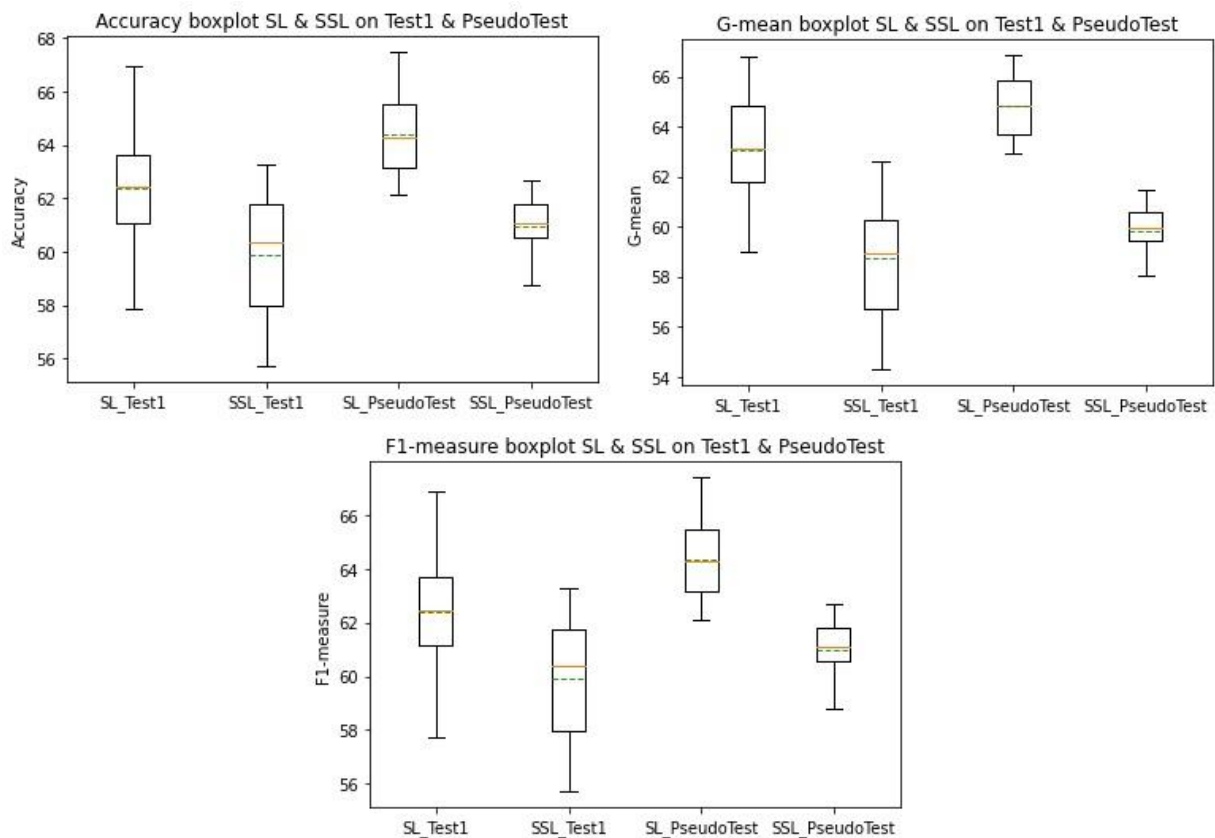 Accuracy boxplot SL & SSL on Test1 & PseudoTest
68
66
64
62
60
58
56
Accuracy
SL_Test1 SSL_Test1 SL_PseudoTest SSL_PseudoTest
G-mean boxplot SL & SSL on Test1 & PseudoTest
66
64
62
60
58
56
54
G-mean
SL_Test1 SSL_Test1 SL_PseudoTest SSL_PseudoTest
F1-measure boxplot SL & SSL on Test1 & PseudoTest
66
64
62
60
58
56
F1-measure
SL_Test1 SSL_Test1 SL_PseudoTest SSL_PseudoTest